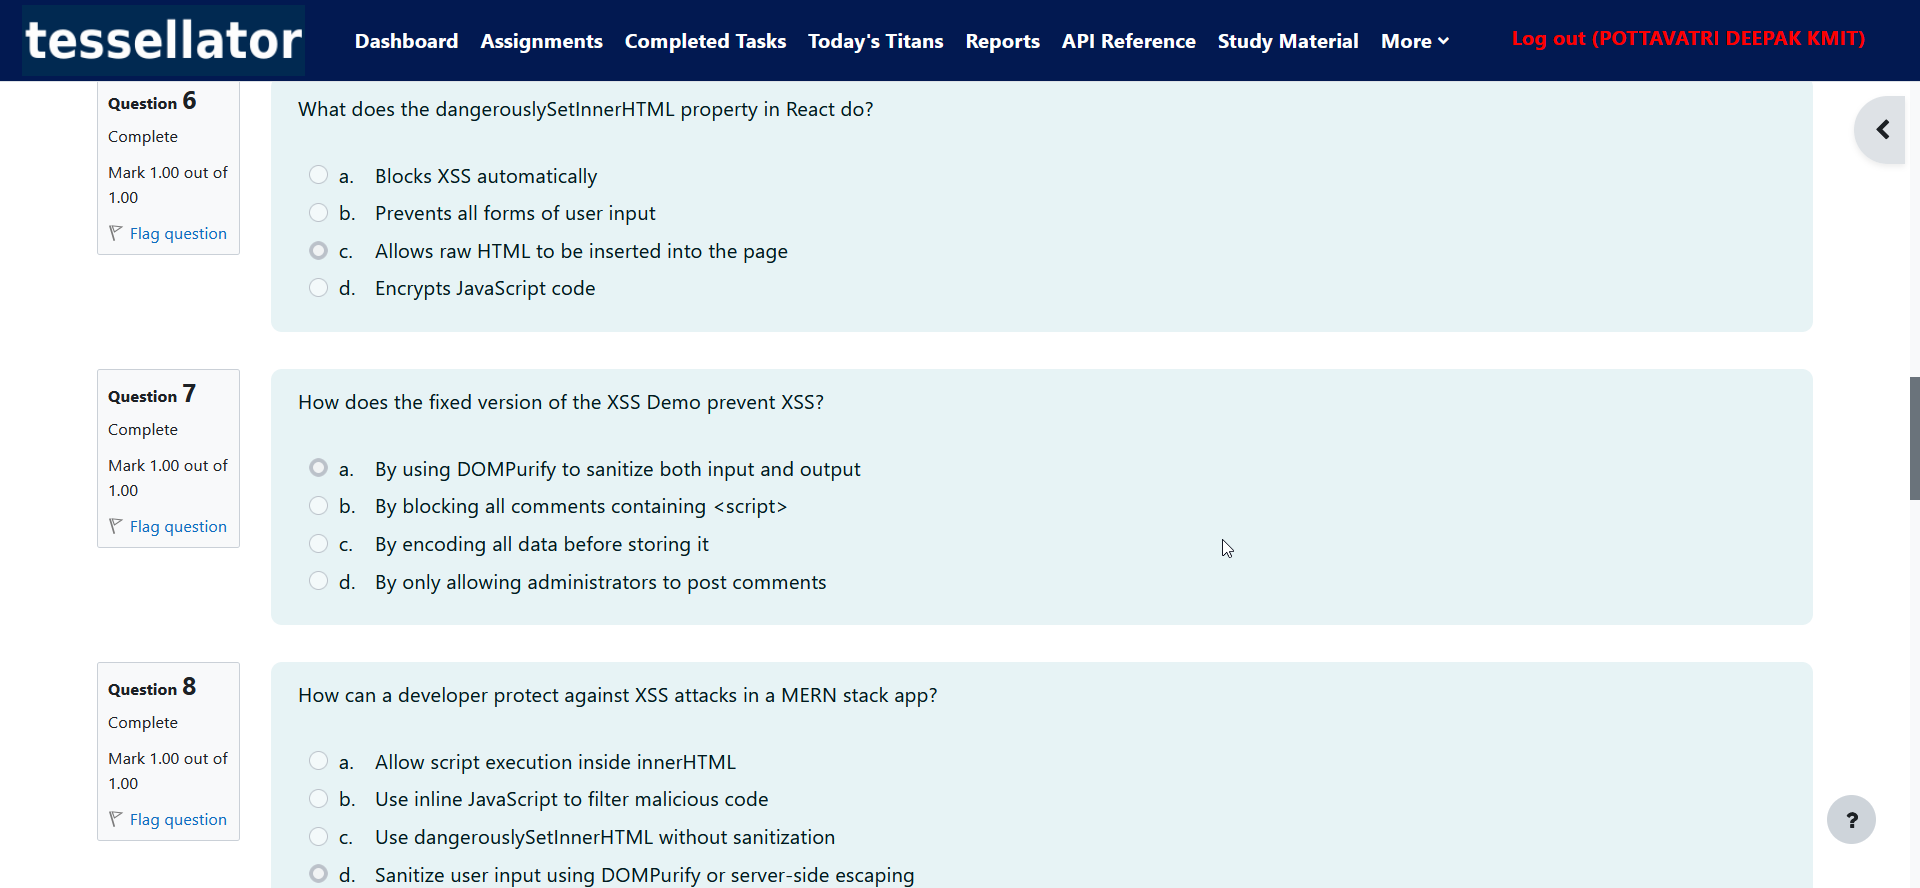 tessellator
Dashboard Assignments Completed Tasks Today's Titans Reports API Reference Study Material More Log out (POTTAVATRI DEEPAK KMIT)
Question 6
Complete
Mark 1.00 out of
1.00
Flag question
What does the dangerouslySetInnerHTML property in React do?
a. Blocks XSS automatically
b. Prevents all forms of user input
c. Allows raw HTML to be inserted into the page
d. Encrypts JavaScript code
Question 7
Complete
Mark 1.00 out of
1.00
Flag question
How does the fixed version of the XSS Demo prevent XSS?
a. By using DOMPurify to sanitize both input and output
b. By blocking all comments containing <script>
c. By encoding all data before storing it
d. By only allowing administrators to post comments
Question 8
Complete
Mark 1.00 out of
1.00
Flag question
How can a developer protect against XSS attacks in a MERN stack app?
a. Allow script execution inside innerHTML
b. Use inline JavaScript to filter malicious code
c. Use dangerouslySetInnerHTML without sanitization
d. Sanitize user input using DOMPurify or server-side escaping
?